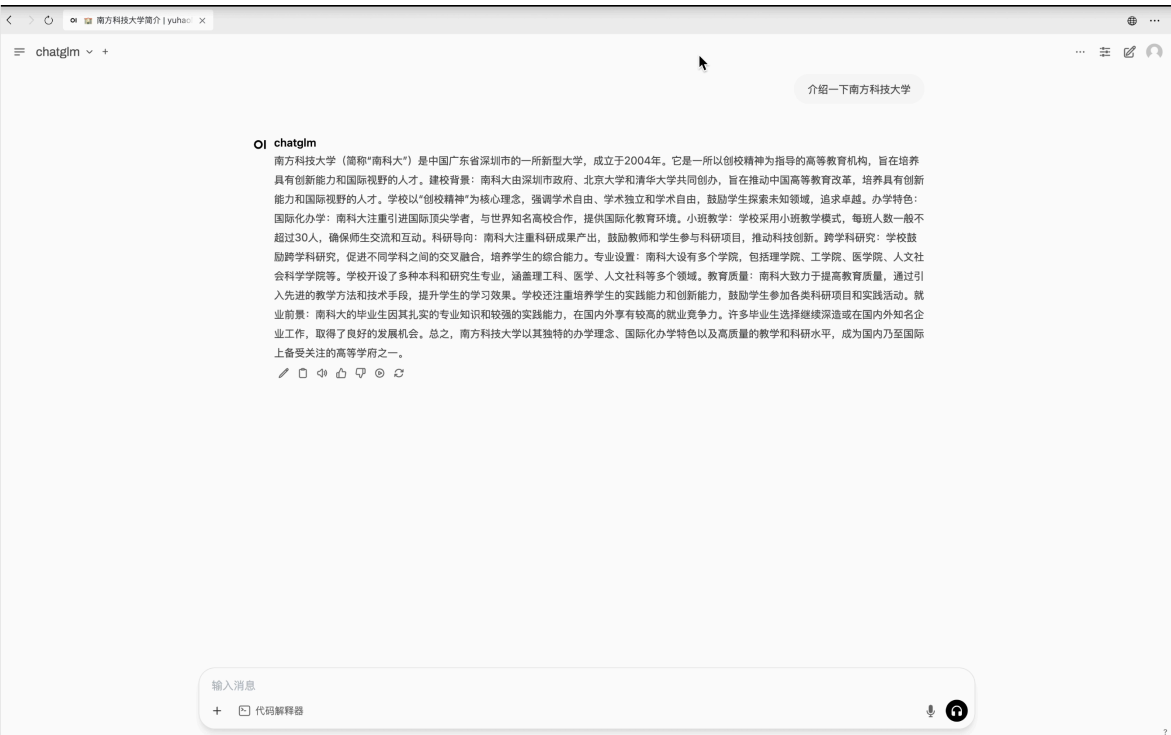 南方科技大学简介 | yuhao
chatglm
介绍一下南方科技大学
OI chatglm
南方科技大学（简称“南科大”）是中国广东省深圳市的一所新型大学，成立于2004年。它是一所以创校精神为指导的高等教育机构，旨在培养
具有创新能力和国际视野的人才。建校背景：南科大由深圳市政府、北京大学和清华大学共同创办，旨在推动中国高等教育改革，培养具有创新
能力和国际视野的人才。学校以“创校精神”为核心理念，强调学术自由、学术独立和学术自由，鼓励学生探索未知领域，追求卓越。办学特色：
国际化办学：南科大注重引进国际顶尖学者，与世界知名高校合作，提供国际化教育环境。小班教学：学校采用小班教学模式，每班人数一般不
超过30人，确保师生交流和互动。科研导向：南科大注重科研成果产出，鼓励教师和学生参与科研项目，推动科技创新。跨学科研究：学校鼓
励跨学科研究，促进不同学科之间的交叉融合，培养学生的综合能力。专业设置：南科大设有多个学院，包括理学院、工学院、医学院、人文社
会科学学院等。学校开设了多种本科和研究生专业，涵盖理工科、医学、人文社科等多个领域。教育质量：南科大致力于提高教育质量，通过引
入先进的教学方法和技术手段，提升学生的学习效果。学校还注重培养学生的实践能力和创新能力，鼓励学生参加各类科研项目和实践活动。就
业前景：南科大的毕业生因其扎实的专业知识和较强的实践能力，在国内外享有较高的就业竞争力。许多毕业生选择继续深造或在国内外知名企
业工作，取得了良好的发展机会。总之，南方科技大学以其独特的办学理念、国际化办学特色以及高质量的教学和科研水平，成为国内乃至国际
上备受关注的高等学府之一。
输入消息
代码解释器
?